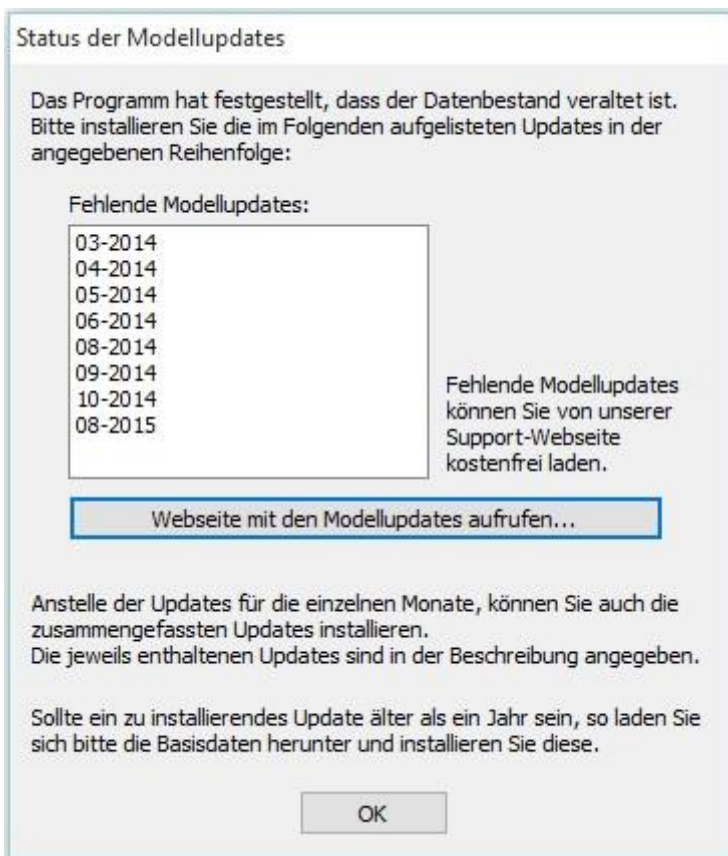 Status der Modellupdates
Das Programm hat festgestellt, dass der Datenbestand veraltet ist.
Bitte installieren Sie die im Folgenden aufgelisteten Updates in der
angegebenen Reihenfolge:
Fehlende Modellupdates:
03-2014
04-2014
05-2014
06-2014
08-2014
09-2014
10-2014
08-2015
Fehlende Modellupdates
können Sie von unserer
Support-Webseite
kostenfrei laden.
Webseite mit den Modellupdates aufrufen...
Anstelle der Updates für die einzelnen Monate, können Sie auch die
zusammengefassten Updates installieren.
Die jeweils enthaltenen Updates sind in der Beschreibung angegeben.
Sollte ein zu installierendes Update älter als ein Jahr sein, so laden Sie
sich bitte die Basisdaten herunter und installieren Sie diese.
OK